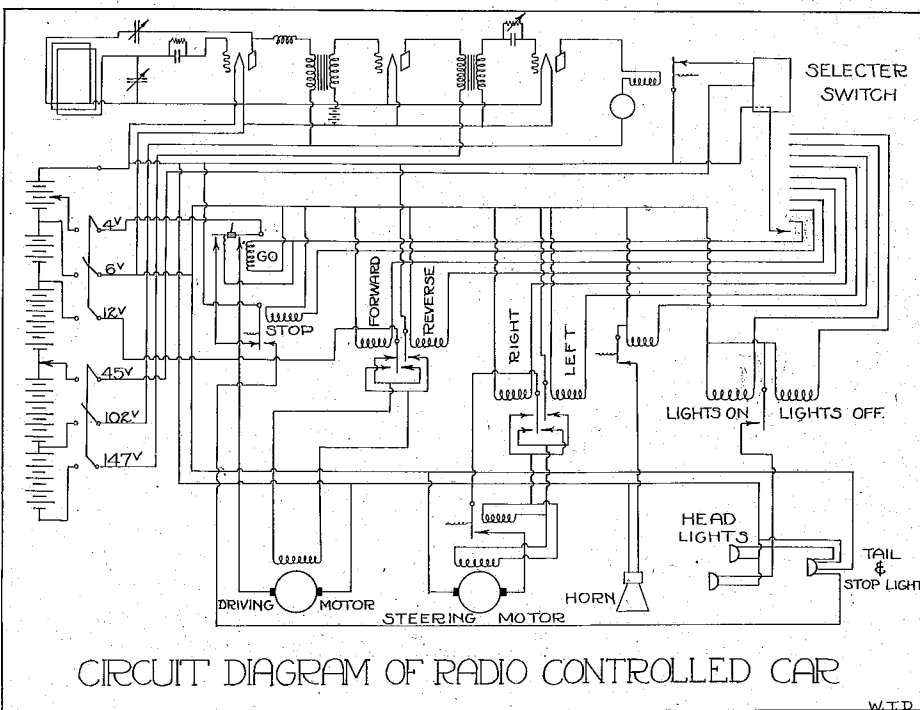 SELECTER
SWITCH
4V
6V
12V
45V
102V
147V
GO
STOP
FORWARD
REVERSE
RIGHT
LEFT
LIGHTS ON
LIGHTS OFF.
HEAD
LIGHTS
TAIL
&
STOP LIGHT
DRIVING MOTOR
STEERING MOTOR
HORN
CIRCUIT DIAGRAM OF RADIO CONTROLLED CAR
W.T.D.